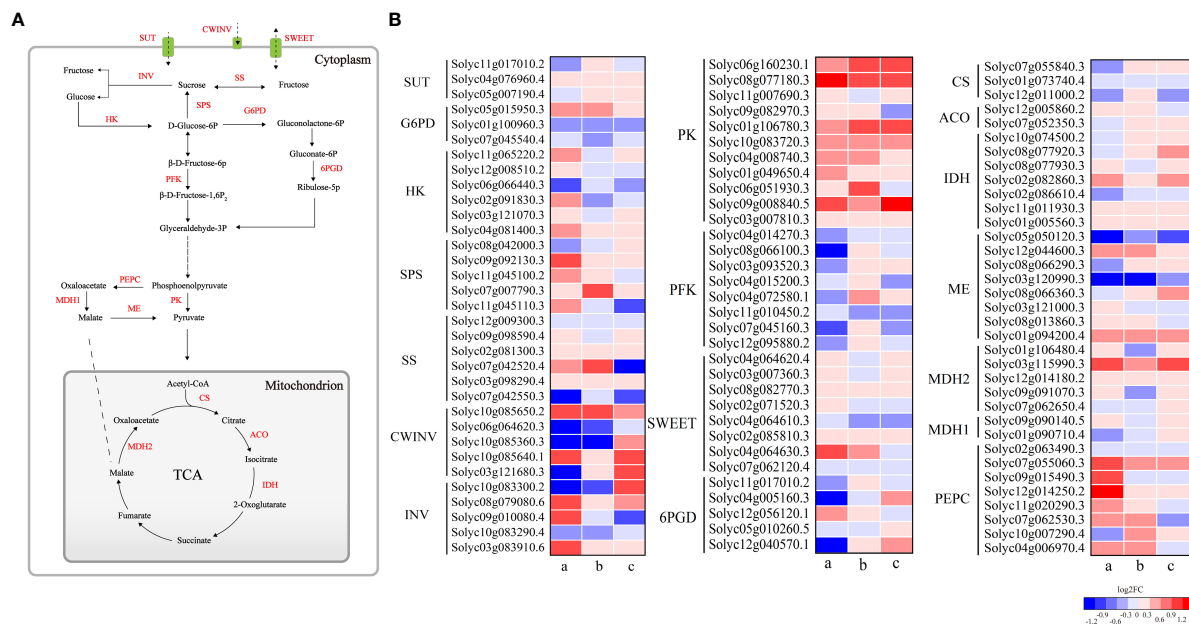 A
SUT
CWINV
SWEET
Cytoplasm
Fructose
INV
Sucrose
SS
Fructose
Glucose
SPS
G6PD
HK
D-Glucose-6P
Gluconolactone-6P
β-D-Fructose-6p
Gluconate-6P
PFK
6PGD
β-D-Fructose-1,6P₂
Ribulose-5p
Glyceraldehyde-3P
Oxaloacetate
PEPC
Phosphoenolpyruvate
MDH1
PK
Malate
ME
Pyruvate
Mitochondrion
Acetyl-CoA
CS
Oxaloacetate
Citrate
ACO
MDH2
Isocitrate
Malate
TCA
IDH
2-Oxoglutarate
Fumarate
Succinate
B
SUT
Solyc11g017010.2
Solyc04g076960.4
Solyc05g007190.4
G6PD
Solyc05g015950.3
Solyc01g100960.3
Solyc07g045540.4
HK
Solyc11g065220.4
Solyc12g008510.2
Solyc06g066440.3
Solyc02g091830.3
Solyc03g121070.3
Solyc04g081400.3
SPS
Solyc08g042000.3
Solyc09g092130.3
Solyc11g045100.2
Solyc07g007790.3
Solyc11g045110.3
SS
Solyc12g009300.3
Solyc09g098590.4
Solyc02g081300.3
Solyc07g042520.4
Solyc03g098290.4
Solyc07g042550.3
CWINV
Solyc10g085650.2
Solyc06g064620.3
Solyc10g085360.3
Solyc10g085640.1
Solyc03g121680.3
INV
Solyc10g083300.2
Solyc08g079080.6
Solyc09g010080.4
Solyc10g083290.4
Solyc03g083910.6
a b c
PK
Solyc06g160230.1
Solyc08g077180.3
Solyc11g007690.3
Solyc09g082970.3
Solyc01g106780.3
Solyc10g083720.3
Solyc04g008740.3
Solyc01g049650.4
Solyc06g051930.3
Solyc09g008840.5
Solyc03g007810.3
PFK
Solyc04g014270.3
Solyc08g066100.3
Solyc03g093520.3
Solyc04g015200.3
Solyc04g072580.1
Solyc11g010450.2
Solyc07g045160.3
Solyc12g095880.2
SWEET
Solyc04g064620.4
Solyc03g007360.3
Solyc08g082770.3
Solyc02g071520.3
Solyc04g064610.3
Solyc02g085810.3
Solyc04g064630.3
Solyc07g062120.4
6PGD
Solyc11g017010.2
Solyc04g005160.3
Solyc12g056120.1
Solyc05g010260.5
Solyc12g040570.1
a b c
CS
Solyc07g055840.3
Solyc01g073740.4
Solyc12g011000.2
ACO
Solyc12g005860.2
Solyc07g052350.3
IDH
Solyc10g074500.2
Solyc08g077920.3
Solyc08g077930.3
Solyc02g082860.3
Solyc02g086610.4
Solyc11g011930.3
Solyc01g005560.3
ME
Solyc05g050120.3
Solyc12g044600.3
Solyc08g066290.3
Solyc03g120990.3
Solyc08g066360.3
Solyc03g121000.3
Solyc08g013860.3
Solyc01g094200.4
MDH2
Solyc01g106480.4
Solyc03g115990.3
Solyc12g014180.2
Solyc09g091070.3
Solyc07g062650.4
MDH1
Solyc09g090140.5
Solyc01g090710.4
PEPC
Solyc02g063490.3
Solyc07g055060.3
Solyc09g015490.3
Solyc12g014250.2
Solyc11g020290.3
Solyc07g062530.3
Solyc10g007290.4
Solyc04g006970.4
a b c
log2FC
-1.2 -0.9 -0.6 -0.3 0 0.3 0.6 0.9 1.2